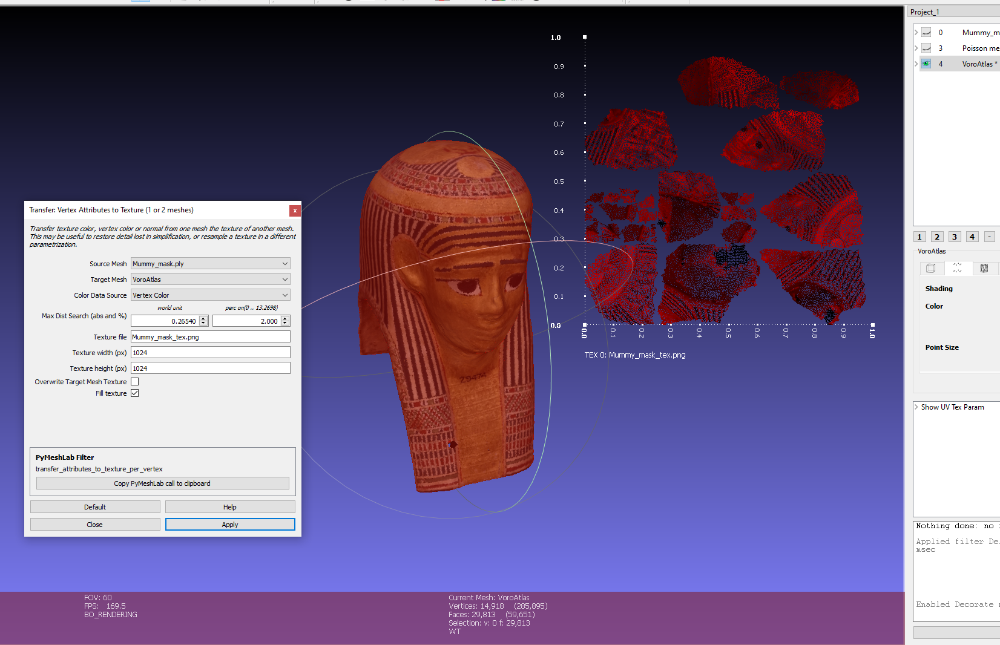 Project_1
0 Mummy_m
3 Poisson me
4 VoroAtlas *
1.0
0.9
0.8
0.7
0.6
0.5
0.4
0.3
0.2
0.1
0.0
0.0 0.1 0.2 0.3 0.4 0.5 0.6 0.7 0.8 0.9 1.0
TEX 0: Mummy_mask_tex.png
29474
Transfer: Vertex Attributes to Texture (1 or 2 meshes)
x
Transfer texture color, vertex color or normal from one mesh the texture of another mesh.
This may be useful to restore detail lost in simplification, or resample a texture in a different
parametrization.
Source Mesh Mummy_mask.ply
Target Mesh VoroAtlas
Color Data Source Vertex Color
world unit perc on(0 .. 13.2698)
Max Dist Search (abs and %) 0.26540 2.000
Texture file Mummy_mask_tex.png
Texture width (px) 1024
Texture height (px) 1024
Overwrite Target Mesh Texture
Fill texture
PyMeshLab Filter
transfer_attributes_to_texture_per_vertex
Copy PyMeshLab call to clipboard
Default Help
Close Apply
1 2 3 4 -
VoroAtlas
Shading
Color
Point Size
Show UV Tex Param
Nothing done: no
Applied filter De
msec
Enabled Decorate
FOV: 60
FPS: 169.5
BO_RENDERING
Current Mesh: VoroAtlas
Vertices: 14,918 (285,895)
Faces: 29,813 (59,651)
Selection: v: 0 f: 29,813
WT